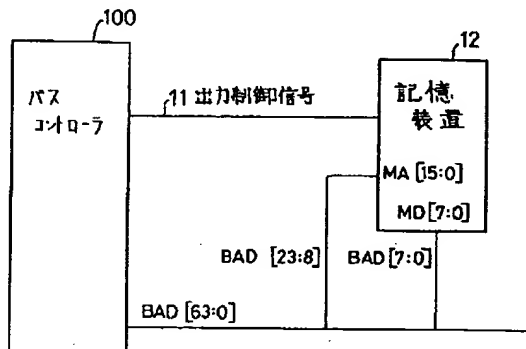 100
バス
コントローラ
11 出力制御信号
12
記憶
装置
MA [15:0]
MD [7:0]
BAD [23:8]
BAD [7:0]
BAD [63:0]